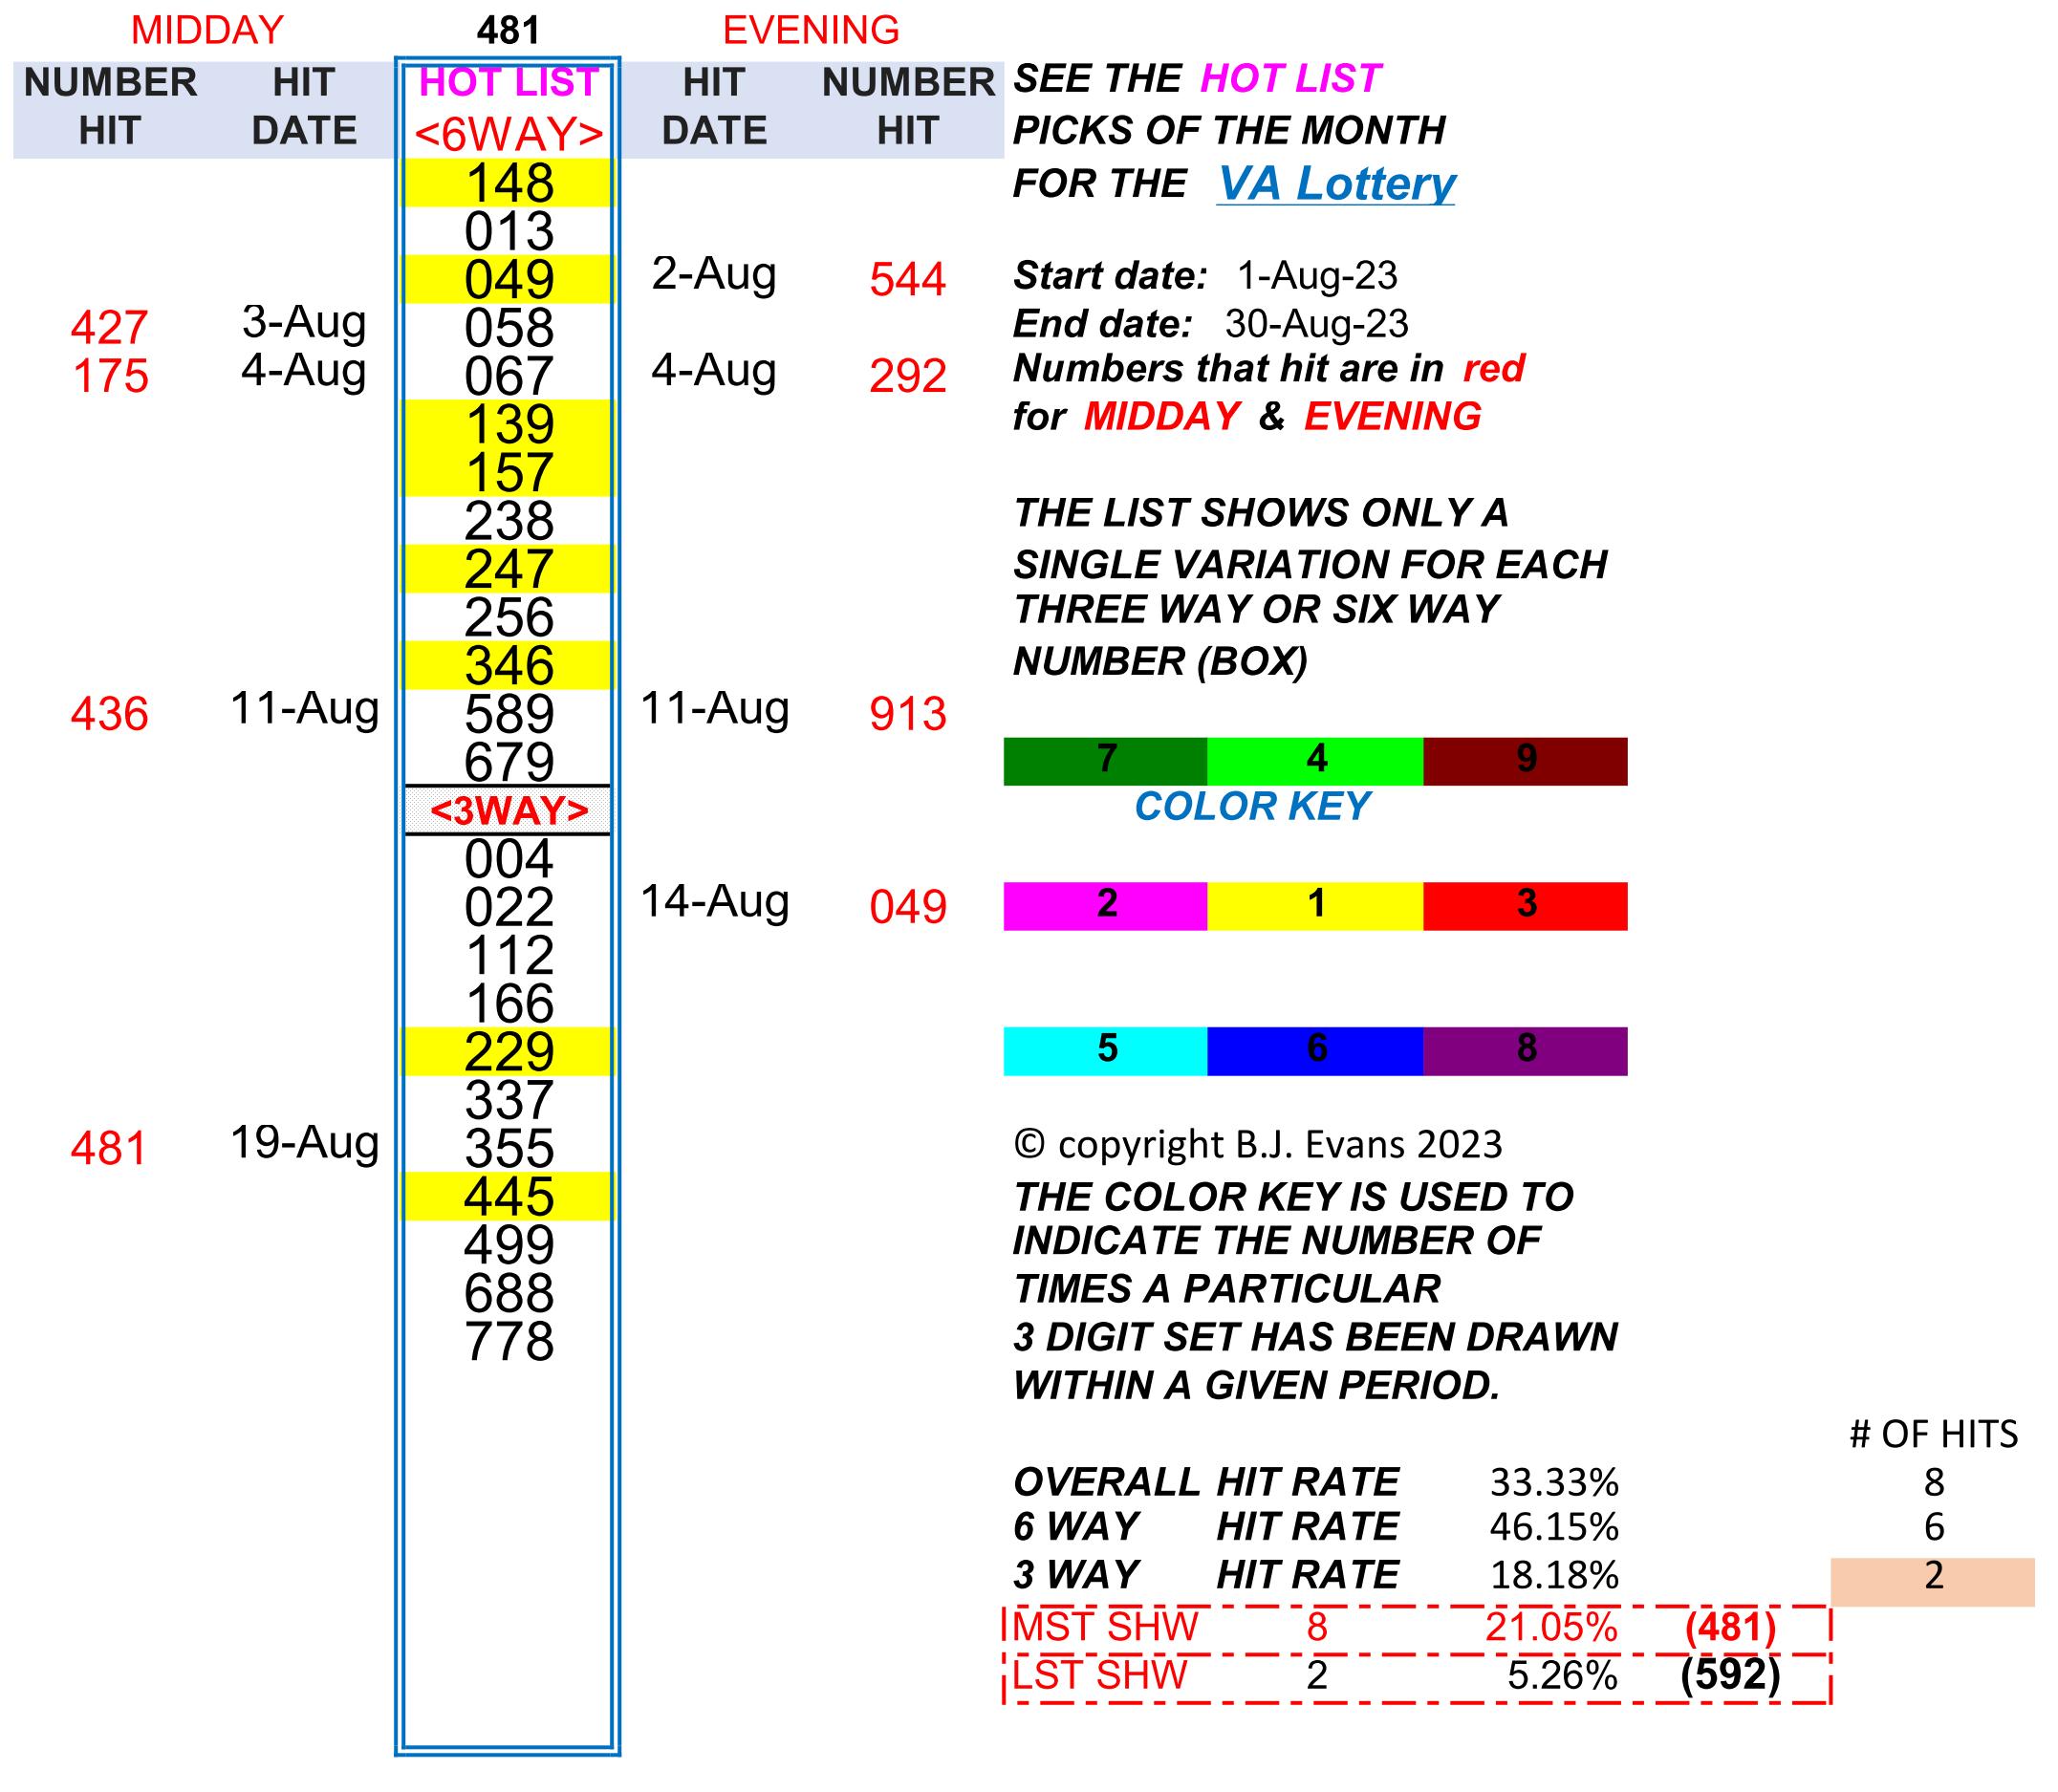 MIDDAY 481 EVENING
NUMBER HIT HOT LIST HIT NUMBER SEE THE HOT LIST
HIT DATE <6WAY> DATE HIT PICKS OF THE MONTH
148 FOR THE VA Lottery
013
049 2-Aug 544 Start date: 1-Aug-23
427 3-Aug 058 End date: 30-Aug-23
175 4-Aug 067 4-Aug 292 Numbers that hit are in red
139 for MIDDAY & EVENING
157
238 THE LIST SHOWS ONLY A
247 SINGLE VARIATION FOR EACH
256 THREE WAY OR SIX WAY
346 NUMBER (BOX)
436 11-Aug 589 11-Aug 913
679 7 4 9
<3WAY> COLOR KEY
004
022 14-Aug 049 2 1 3
112
166
229 5 6 8
337
481 19-Aug 355 © copyright B.J. Evans 2023
445 THE COLOR KEY IS USED TO
499 INDICATE THE NUMBER OF
688 TIMES A PARTICULAR
778 3 DIGIT SET HAS BEEN DRAWN
WITHIN A GIVEN PERIOD.
# OF HITS
OVERALL HIT RATE 33.33% 8
6 WAY HIT RATE 46.15% 6
3 WAY HIT RATE 18.18% 2
MST SHW 8 21.05% (481)
LST SHW 2 5.26% (592)